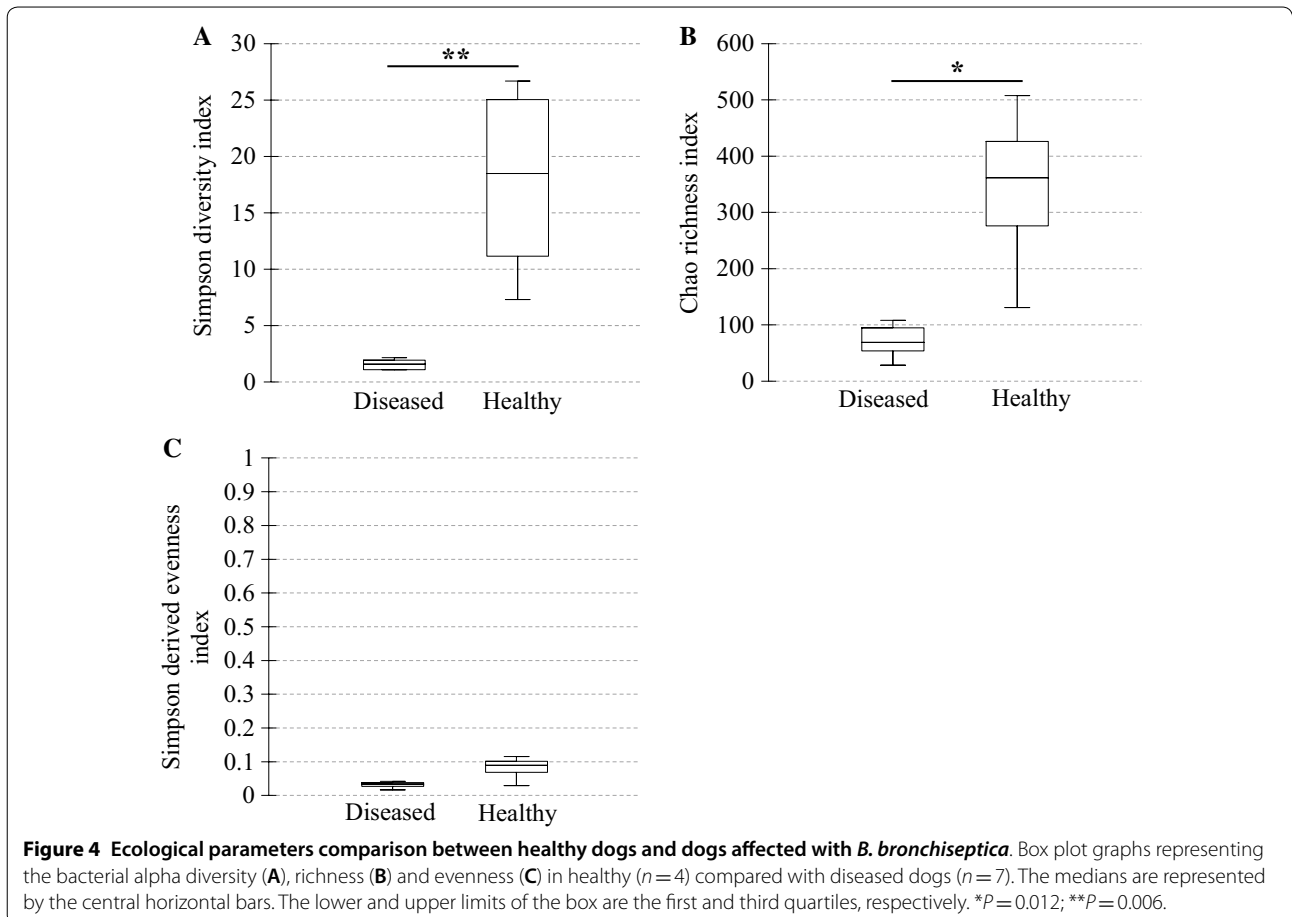 A
30
25
20
15
10
5
0
Simpson diversity index
**
Diseased Healthy
B
600
500
400
300
200
100
0
Chao richness index
*
Diseased Healthy
C
1
0.9
0.8
0.7
0.6
0.5
0.4
0.3
0.2
0.1
0
Simpson derived evenness
index
Diseased Healthy
Figure 4 Ecological parameters comparison between healthy dogs and dogs affected with B. bronchiseptica. Box plot graphs representing
the bacterial alpha diversity (A), richness (B) and evenness (C) in healthy (n = 4) compared with diseased dogs (n = 7). The medians are represented
by the central horizontal bars. The lower and upper limits of the box are the first and third quartiles, respectively. *P = 0.012; **P = 0.006.